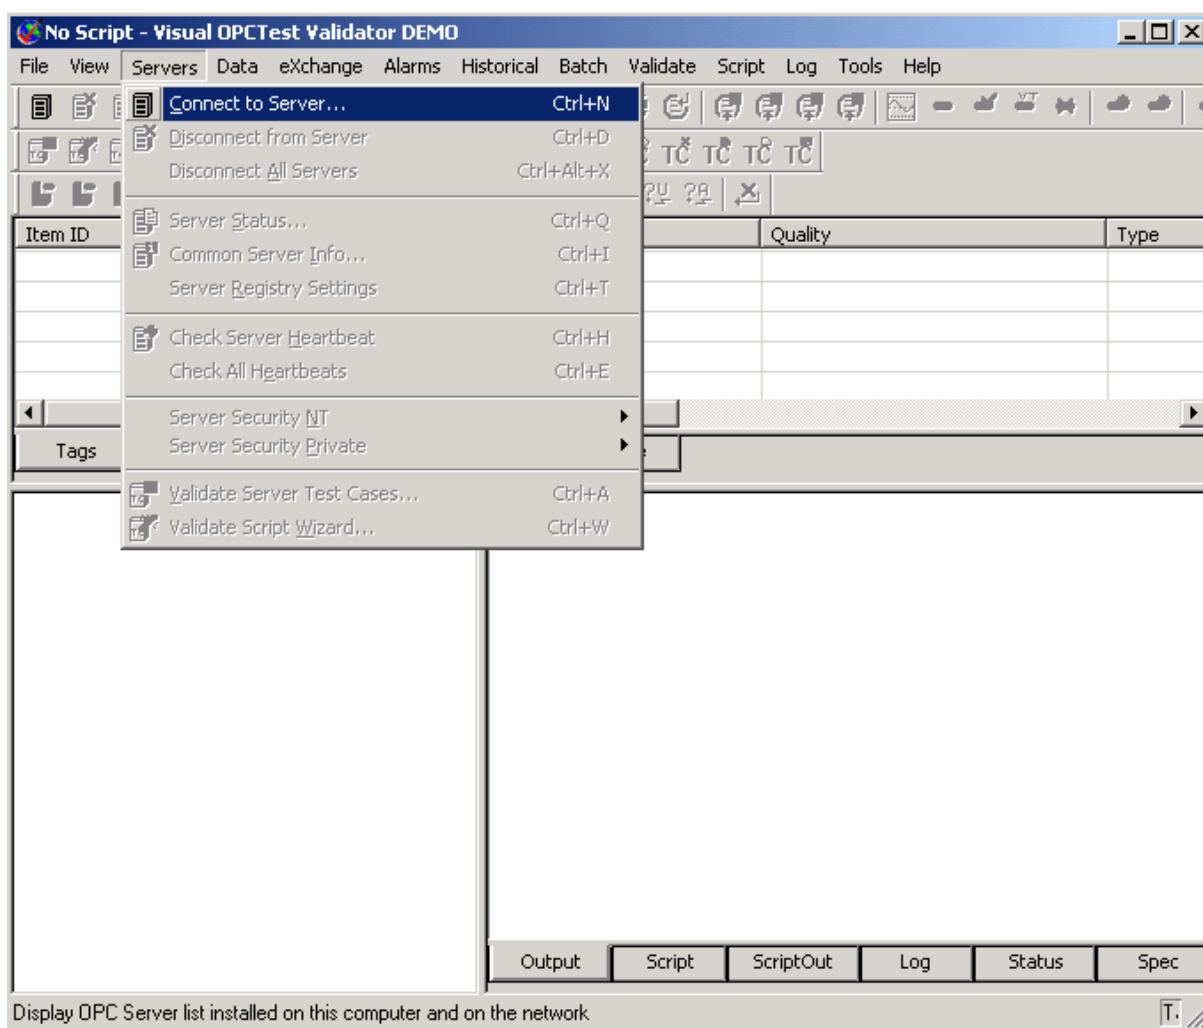 No Script - Visual OPCTest Validator DEMO
File View Servers Data eXchange Alarms Historical Batch Validate Script Log Tools Help
Connect to Server... Ctrl+N
Disconnect from Server Ctrl+D
Disconnect All Servers Ctrl+Alt+X
Server Status... Ctrl+Q
Common Server Info... Ctrl+I
Server Registry Settings Ctrl+T
Check Server Heartbeat Ctrl+H
Check All Heartbeats Ctrl+E
Server Security NT
Server Security Private
Validate Server Test Cases... Ctrl+A
Validate Script Wizard... Ctrl+W
TC TC TC TC
Item ID Quality Type
Tags
Output Script ScriptOut Log Status Spec
Display OPC Server list installed on this computer and on the network T.